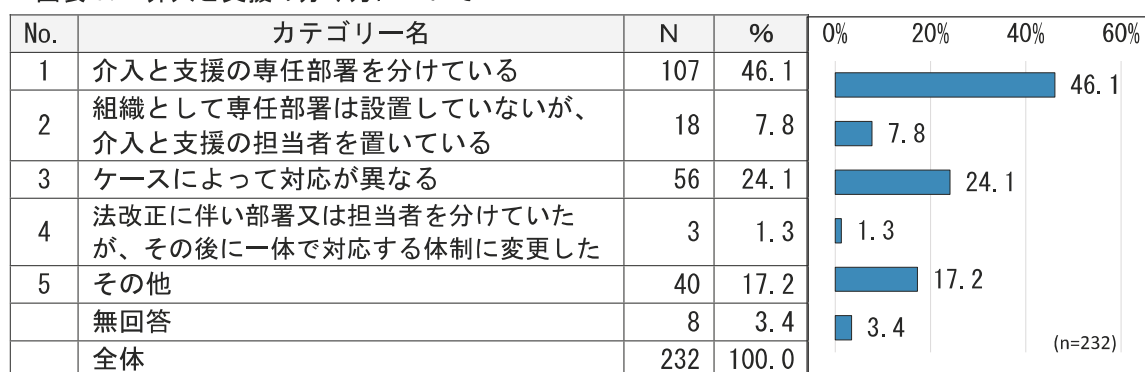 No. カテゴリー名 N %
1 介入と支援の専任部署を分けている 107 46.1
2 組織として専任部署は設置していないが、
介入と支援の担当者を置いている 18 7.8
3 ケースによって対応が異なる 56 24.1
4 法改正に伴い部署又は担当者を分けていた
が、その後に一体で対応する体制に変更した 3 1.3
5 その他 40 17.2
無回答 8 3.4
全体 232 100.0
0% 20% 40% 60%
46.1
7.8
24.1
1.3
17.2
3.4
(n=232)